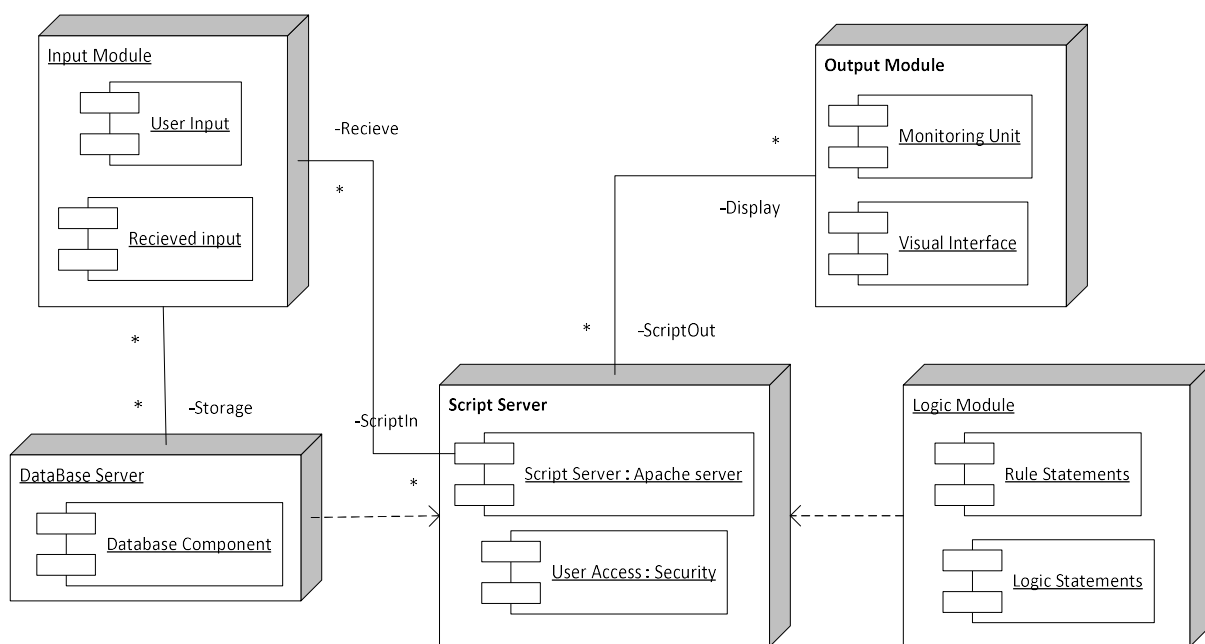 Input Module
User Input
Recieved input
-Recieve
*
*
*
-Storage
DataBase Server
Database Component
-ScriptIn
*
Output Module
Monitoring Unit
Visual Interface
*
-Display
*
-ScriptOut
Script Server
Script Server : Apache server
User Access : Security
Logic Module
Rule Statements
Logic Statements